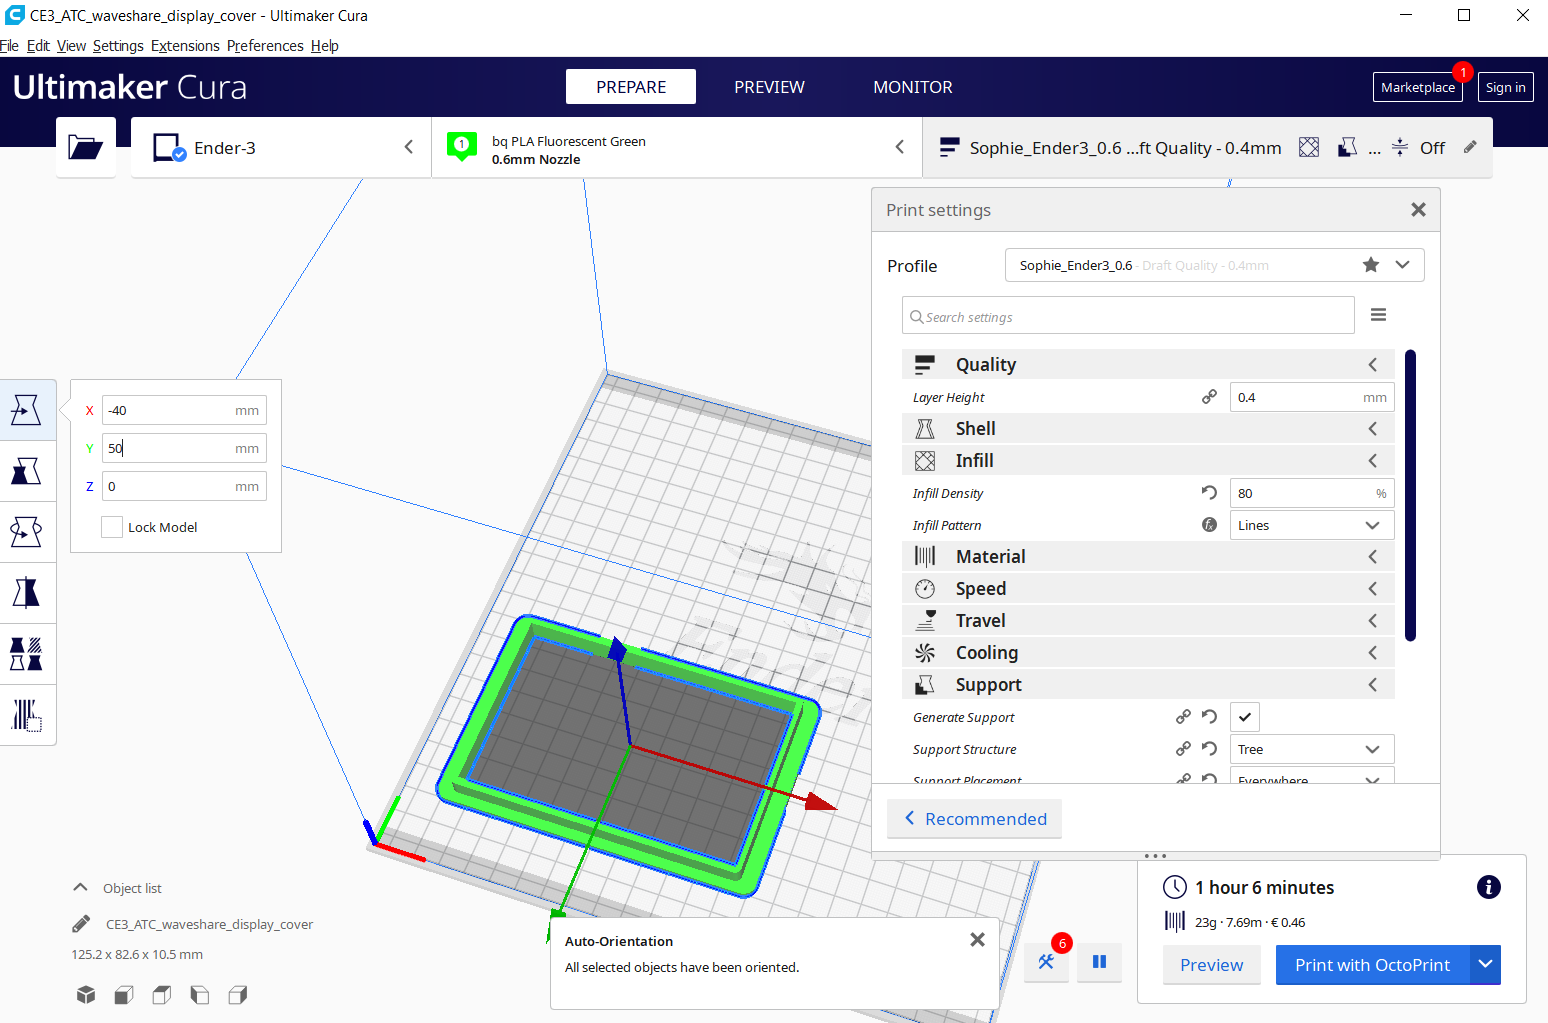 CE3_ATC_waveshare_display_cover - Ultimaker Cura
File Edit View Settings Extensions Preferences Help
Ultimaker Cura
PREPARE
PREVIEW
MONITOR
1
Marketplace
Sign in
Ender-3
1
bq PLA Fluorescent Green
0.6mm Nozzle
Sophie_Ender3_0.6 ...ft Quality - 0.4mm
...
Off
Print settings
Profile
Sophie_Ender3_0.6 - Draft Quality - 0.4mm
Search settings
Quality
Layer Height
0.4 mm
Shell
Infill
Infill Density
80 %
Infill Pattern
Lines
Material
Speed
Travel
Cooling
Support
Generate Support
Support Structure
Tree
Support Placement
Everywhere
Recommended
X -40 mm
Y 50 mm
Z 0 mm
Lock Model
Object list
CE3_ATC_waveshare_display_cover
125.2 x 82.6 x 10.5 mm
Auto-Orientation
All selected objects have been oriented.
6
1 hour 6 minutes
23g · 7.69m · € 0.46
Preview
Print with OctoPrint